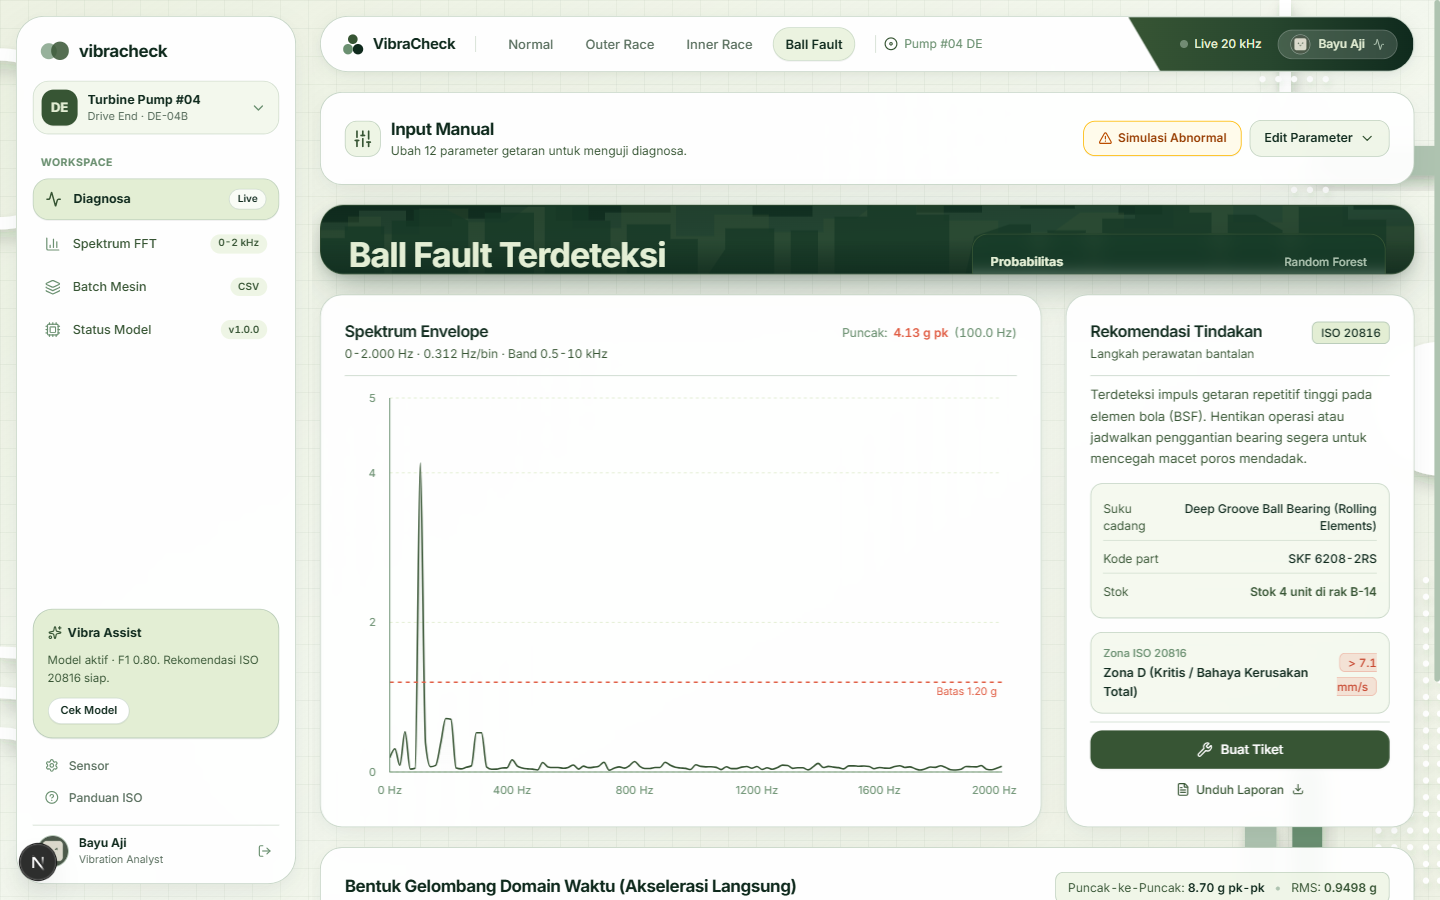 vibracheck
DE
Turbine Pump #04
Drive End · DE-04B
WORKSPACE
Diagnosa
Live
Spektrum FFT
0-2 kHz
Batch Mesin
CSV
Status Model
v1.0.0
Vibra Assist
Model aktif · F1 0.80. Rekomendasi ISO
20816 siap.
Cek Model
Sensor
Panduan ISO
Bayu Aji
Vibration Analyst
N
VibraCheck
Normal
Outer Race
Inner Race
Ball Fault
Pump #04 DE
Live 20 kHz
Bayu Aji
Input Manual
Ubah 12 parameter getaran untuk menguji diagnosa.
Simulasi Abnormal
Edit Parameter
Ball Fault Terdeteksi
Probabilitas
Random Forest
Spektrum Envelope
0-2.000 Hz · 0.312 Hz/bin · Band 0.5-10 kHz
Puncak: 4.13 g pk (100.0 Hz)
5
4
2
0
Batas 1.20 g
0 Hz
400 Hz
800 Hz
1200 Hz
1600 Hz
2000 Hz
Rekomendasi Tindakan
ISO 20816
Langkah perawatan bantalan
Terdeteksi impuls getaran repetitif tinggi pada
elemen bola (BSF). Hentikan operasi atau
jadwalkan penggantian bearing segera untuk
mencegah macet poros mendadak.
Suku
cadang
Deep Groove Ball Bearing (Rolling
Elements)
Kode part
SKF 6208-2RS
Stok
Stok 4 unit di rak B-14
Zona ISO 20816
Zona D (Kritis / Bahaya Kerusakan
Total)
> 7.1
mm/s
Buat Tiket
Unduh Laporan
Bentuk Gelombang Domain Waktu (Akselerasi Langsung)
Puncak-ke-Puncak: 8.70 g pk-pk • RMS: 0.9498 g